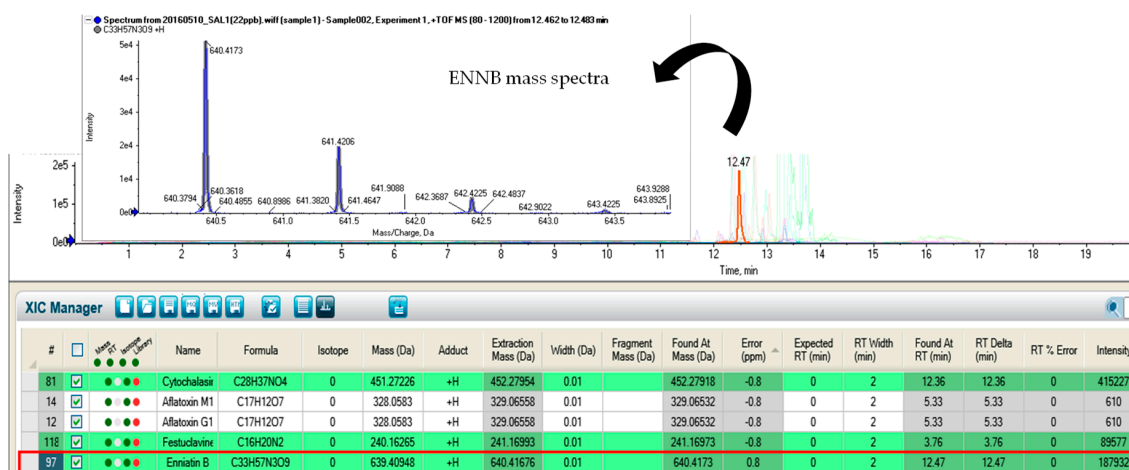 Spectrum from 20160510_SAL1(22ppb).wiff (sample1) - Sample002, Experiment 1, +TOF MS (80 - 1200) from 12.462 to 12.483 min
C33H57N3O9 +H
Intensity
5e4
4e4
3e4
2e4
1e4
0e0
640.4173
640.3794
640.3618
640.4855
640.8986
641.4206
641.3820
641.4647
641.9088
642.3687
642.4225
642.4837
642.9022
643.4225
643.9288
643.8925
640.5 641.0 641.5 642.0 642.5 643.0 643.5
Mass/Charge, Da
ENNB mass spectra
Intensity
2e5
1e5
0e0
12.47
1 2 3 4 5 6 7 8 9 10 11 12 13 14 15 16 17 18 19
Time, min
XIC Manager
# Mass RT Isotope Library Name Formula Isotope Mass (Da) Adduct Extraction Mass (Da) Width (Da) Fragment Mass (Da) Found At Mass (Da) Error (ppm) Expected RT (min) RT Width (min) Found At RT (min) RT Delta (min) RT % Error Intensity
81 Cytochalasir C28H37NO4 0 451.27226 +H 452.27954 0.01 452.27918 -0.8 0 2 12.36 12.36 0 415227
14 Aflatoxin M1 C17H12O7 0 328.0583 +H 329.06558 0.01 329.06532 -0.8 0 2 5.33 5.33 0 610
12 Aflatoxin G1 C17H12O7 0 328.0583 +H 329.06558 0.01 329.06532 -0.8 0 2 5.33 5.33 0 610
118 Festuclavine C16H20N2 0 240.16265 +H 241.16993 0.01 241.16973 -0.8 0 2 3.76 3.76 0 89577
97 Enniatin B C33H57N3O9 0 639.40948 +H 640.41676 0.01 640.4173 0.8 0 2 12.47 12.47 0 187932